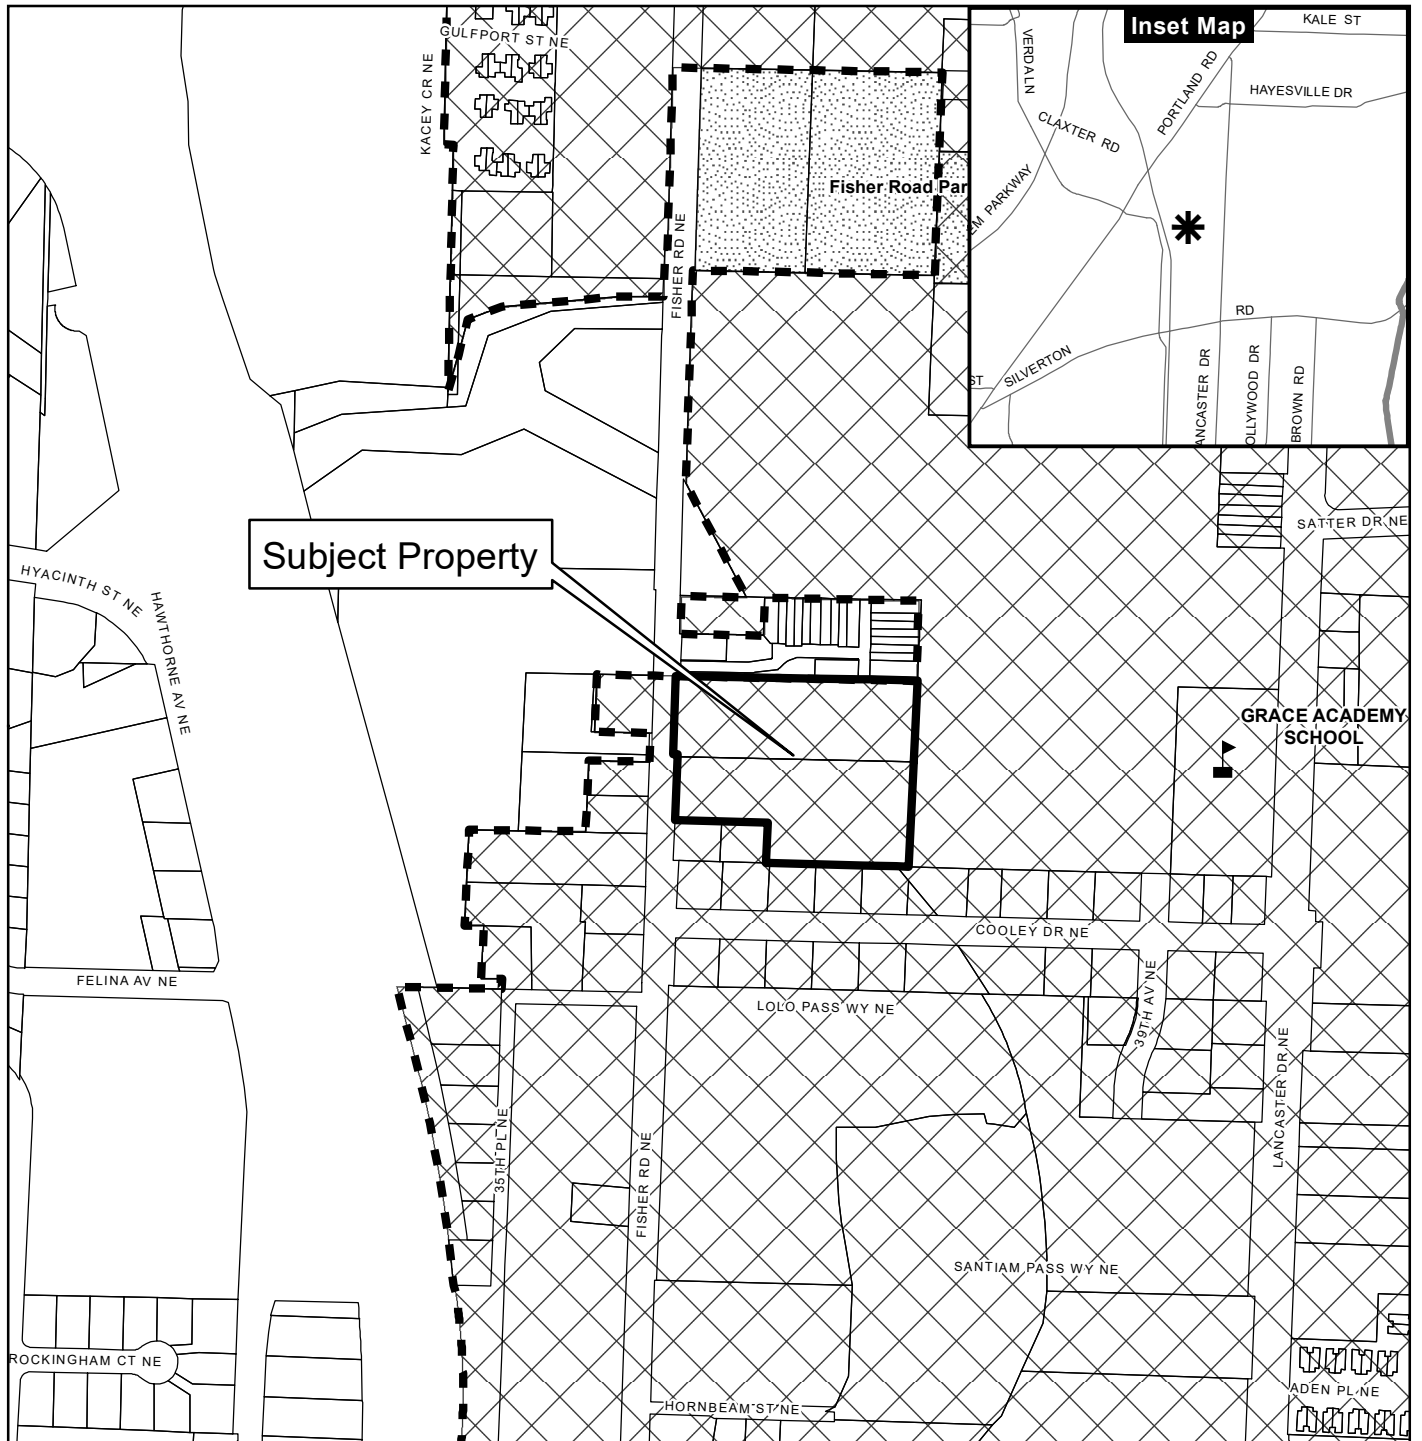 GULFPORT ST NE
KACEY CR NE
FISHER RD NE
Fisher Road Par
Inset Map
KALE ST
VERDA LN
PORTLAND RD
HAYESVILLE DR
CLAXTER RD
EM PARKWAY
RD
SILVERTON
ST
ANCASTER DR
OLLYWOOD DR
BROWN RD
SATTER DR NE
Subject Property
HYACINTH ST NE
HAWTHORNE AV NE
GRACE ACADEMY
SCHOOL
COOLEY DR NE
FELINA AV NE
LOLO PASS WY NE
39TH AV NE
LANCASTER DR NE
35TH PL NE
FISHER RD NE
SANTIAM PASS WY NE
ROCKINGHAM CT NE
ADEN PL NE
HORNBEAM ST NE